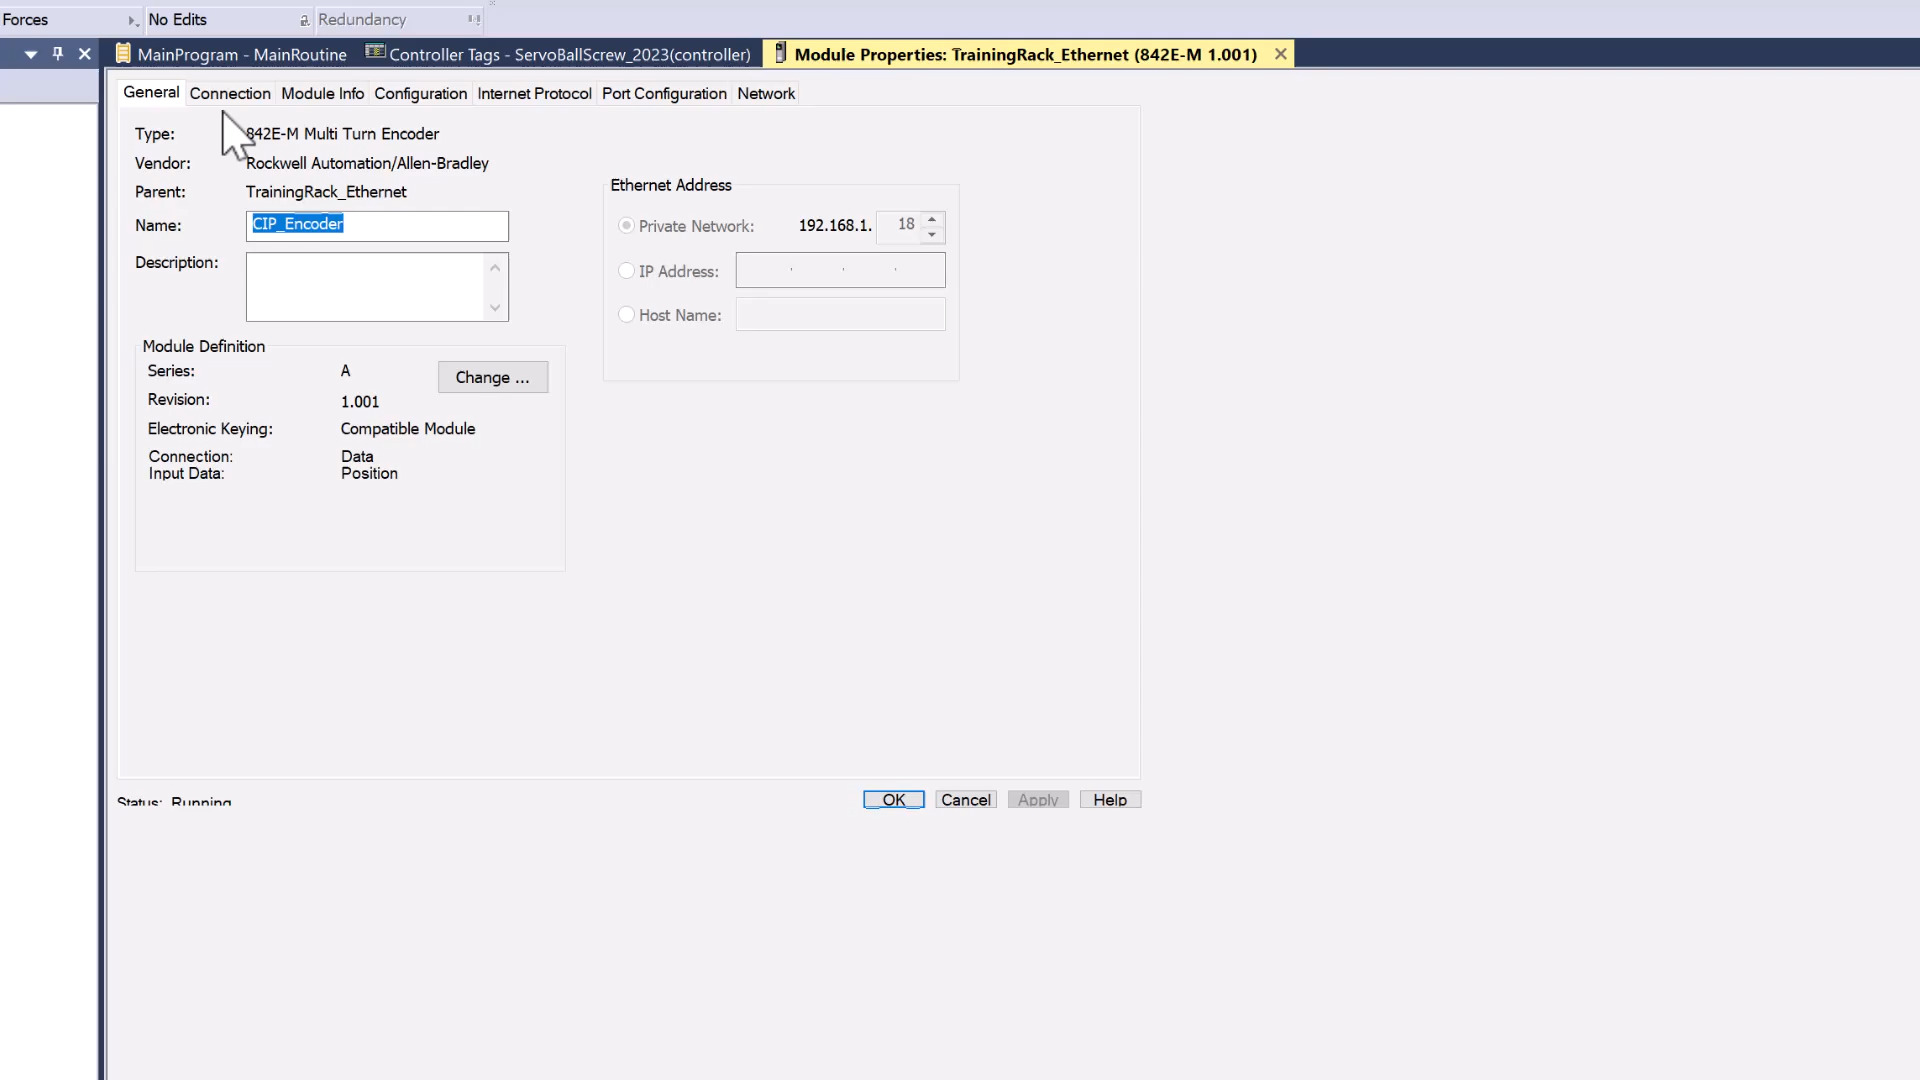 Forces No Edits Redundancy
MainProgram - MainRoutine Controller Tags - ServoBallScrew_2023(controller) Module Properties: TrainingRack_Ethernet (842E-M 1.001)
General Connection Module Info Configuration Internet Protocol Port Configuration Network
Type: 842E-M Multi Turn Encoder
Vendor: Rockwell Automation/Allen-Bradley
Parent: TrainingRack_Ethernet
Name: CIP_Encoder
Description:
Ethernet Address
Private Network: 192.168.1. 18
IP Address: . . .
Host Name:
Module Definition
Series: A Change ...
Revision: 1.001
Electronic Keying: Compatible Module
Connection: Data
Input Data: Position
Status: Running OK Cancel Apply Help